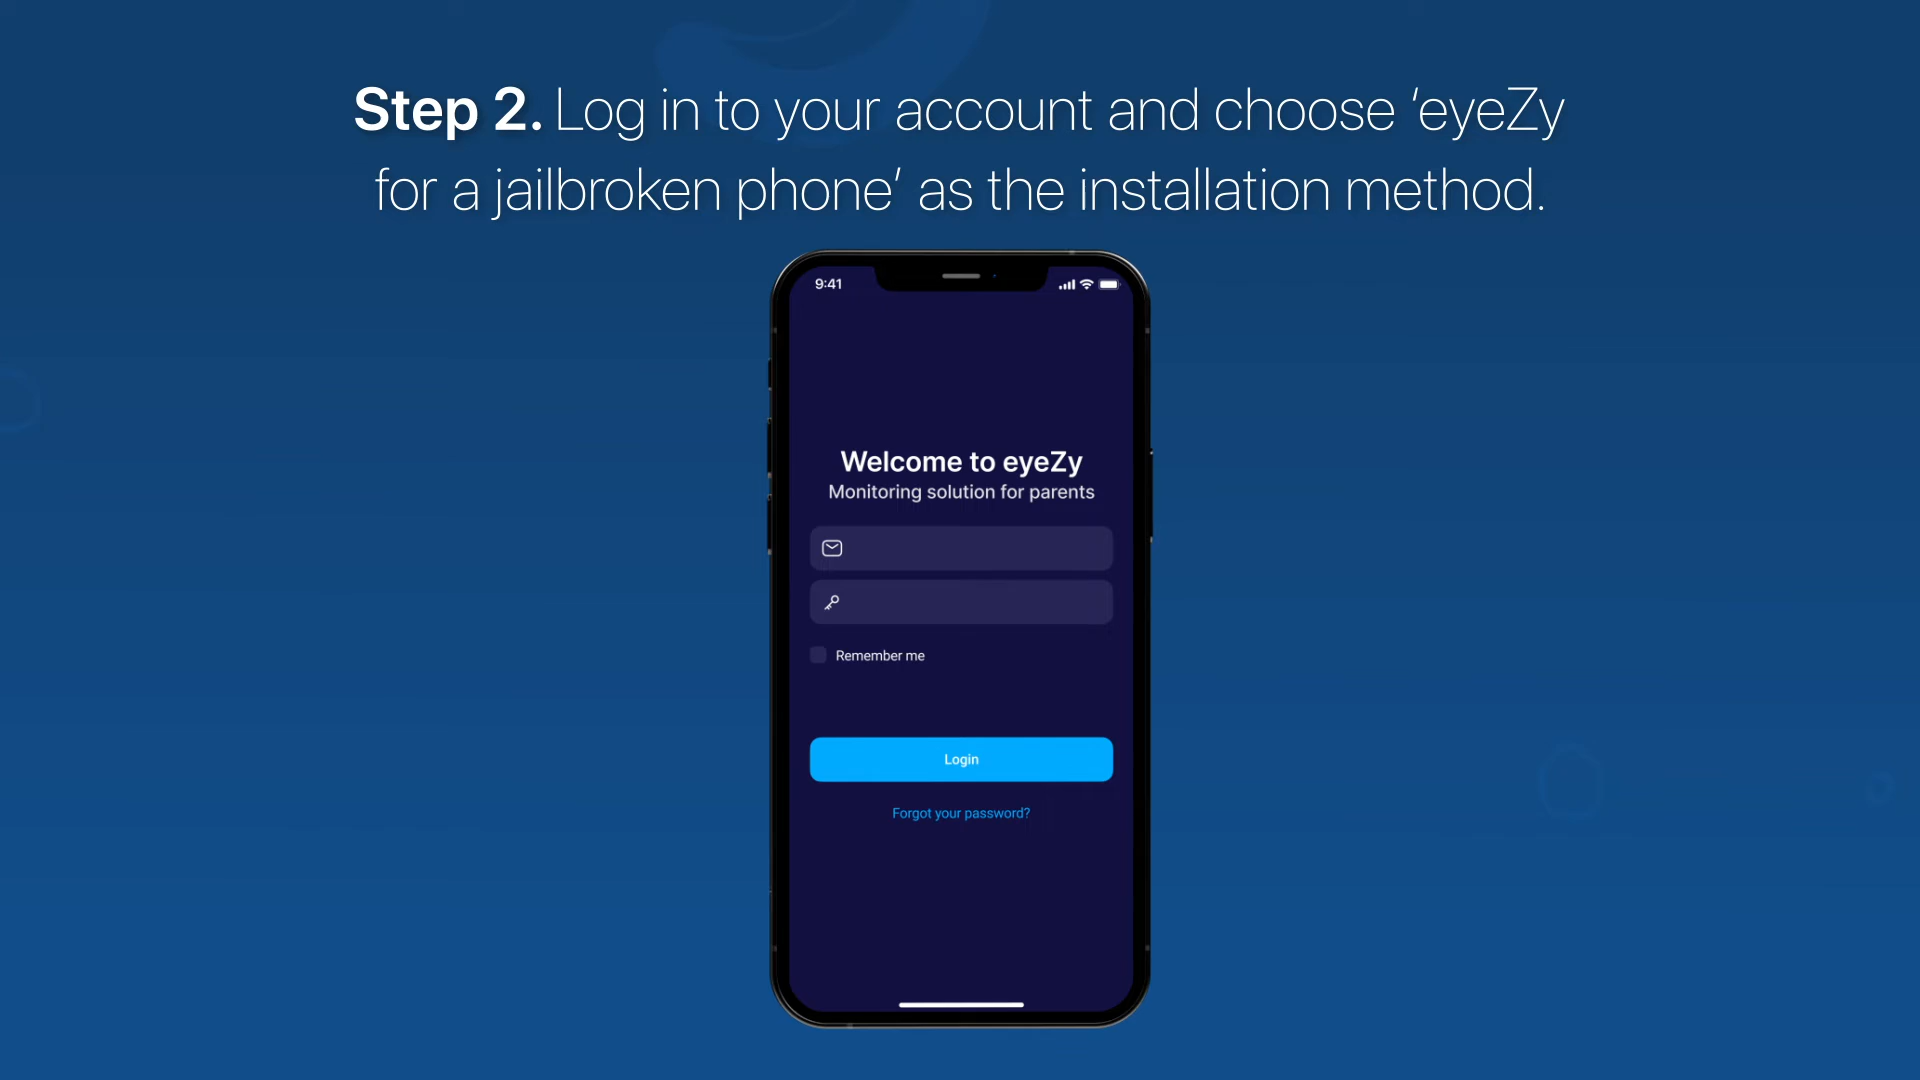 Step 2. Log in to your account and choose ‘eyeZy
for a jailbroken phone’ as the installation method.
9:41
Welcome to eyeZy
Monitoring solution for parents
Remember me
Login
Forgot your password?